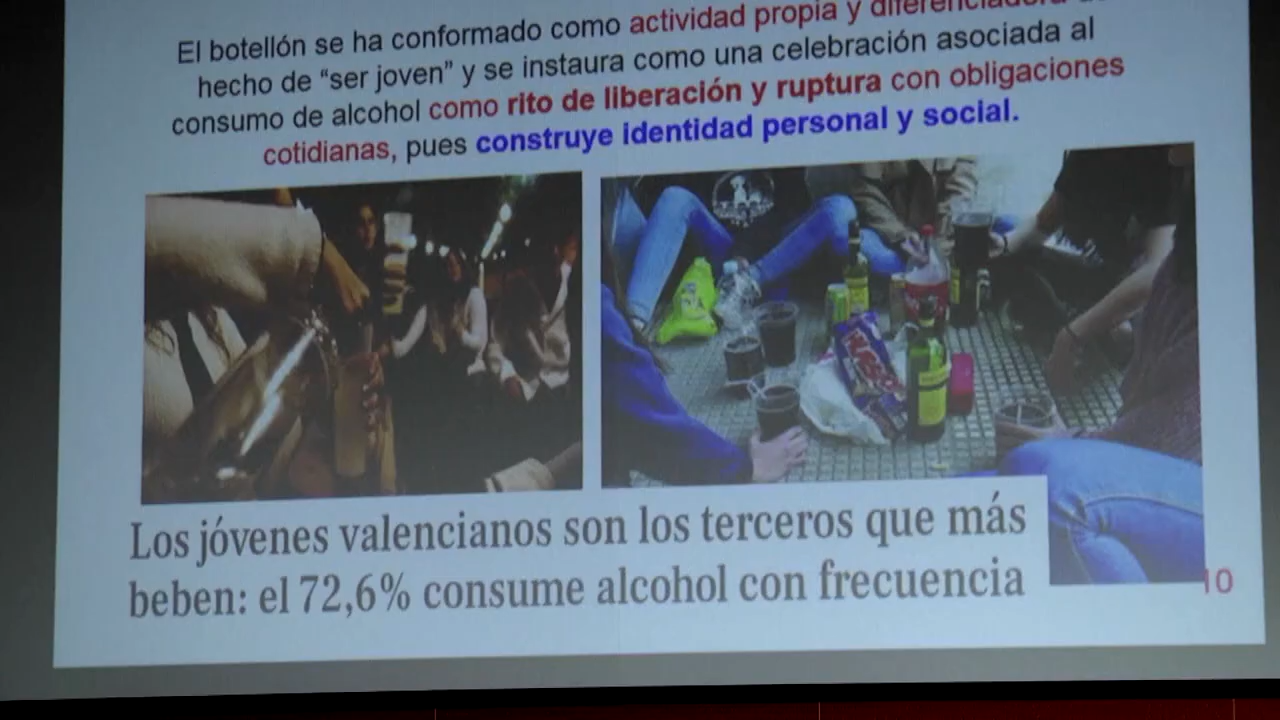 El botellón se ha conformado como actividad propia y diferenciadora
hecho de “ser joven” y se instaura como una celebración asociada al
consumo de alcohol como rito de liberación y ruptura con obligaciones
cotidianas, pues construye identidad personal y social.
Los jóvenes valencianos son los terceros que más
beben: el 72,6% consume alcohol con frecuencia
10